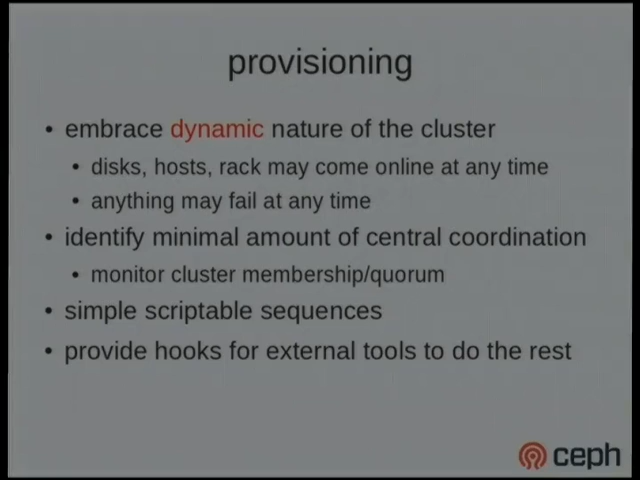 provisioning
• embrace dynamic nature of the cluster
• disks, hosts, rack may come online at any time
• anything may fail at any time
• identify minimal amount of central coordination
• monitor cluster membership/quorum
• simple scriptable sequences
• provide hooks for external tools to do the rest
ceph